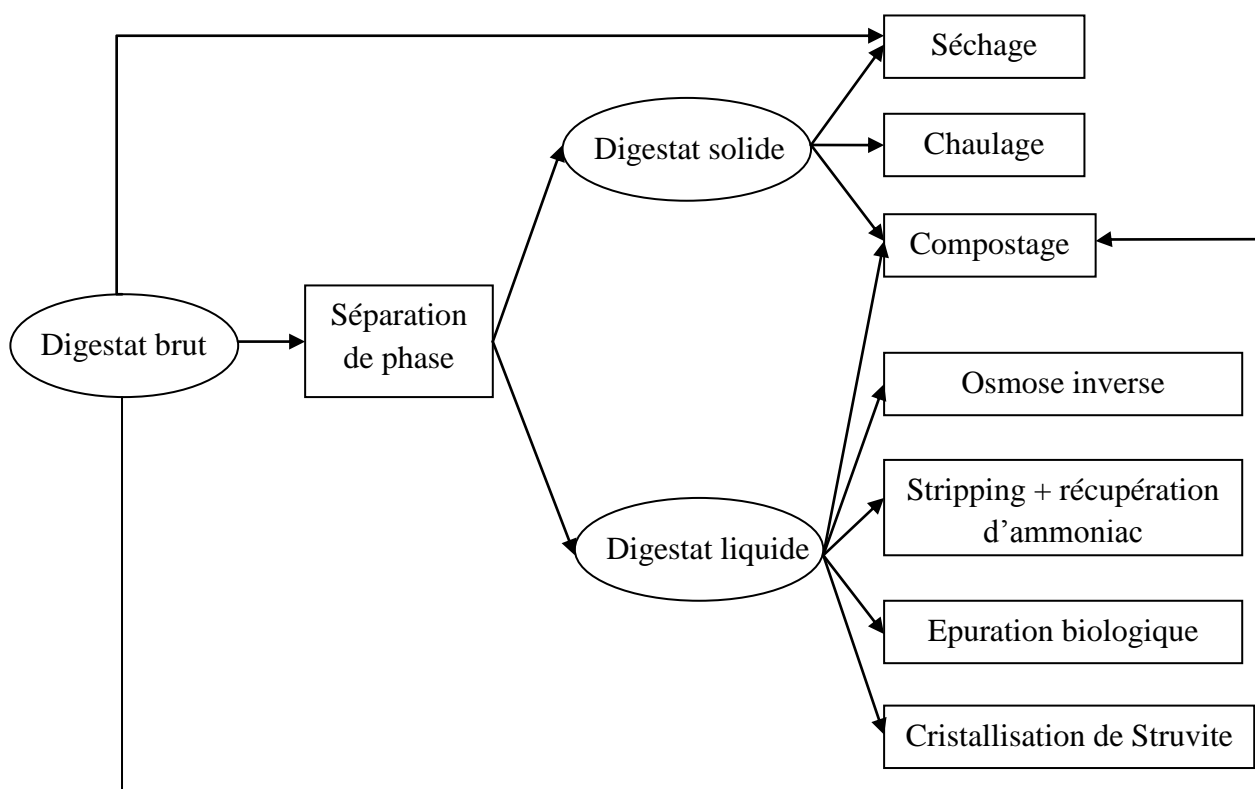 Séchage
Digestat solide
Chaulage
Compostage
Digestat brut
Séparation
de phase
Osmose inverse
Stripping + récupération
d’ammoniac
Digestat liquide
Epuration biologique
Cristallisation de Struvite